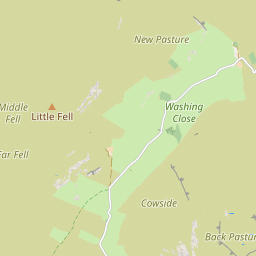 New Pasture
Middle
Fell
Little Fell
Washing
Close
Far Fell
Cowside
Back Pasture